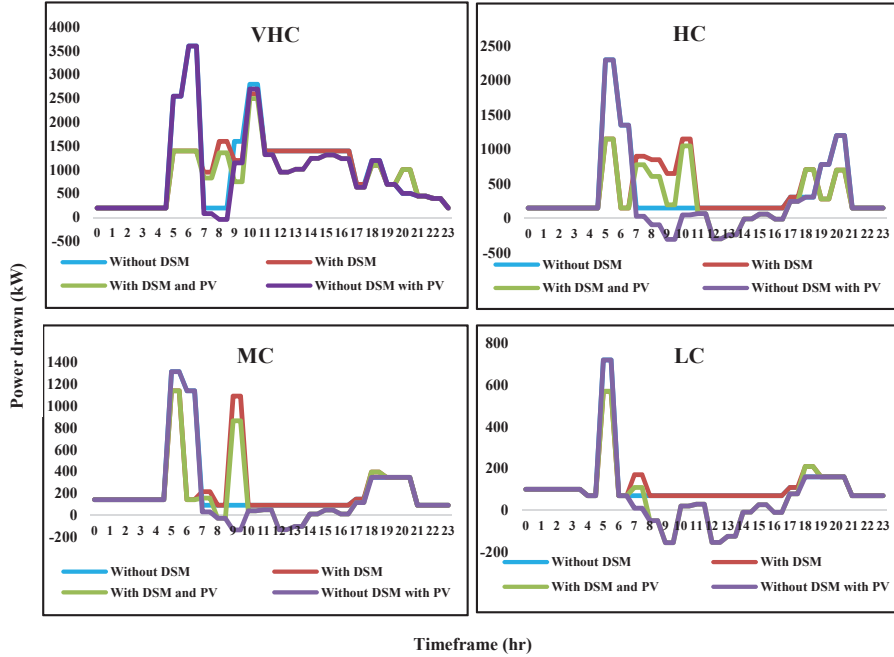 VHC
4000
3500
3000
2500
2000
1500
1000
500
0
-500
0 1 2 3 4 5 6 7 8 9 10 11 12 13 14 15 16 17 18 19 20 21 22 23
Without DSM With DSM
With DSM and PV Without DSM with PV
HC
2500
2000
1500
1000
500
0
-500
0 1 2 3 4 5 6 7 8 9 10 11 12 13 14 15 16 17 18 19 20 21 22 23
Without DSM With DSM
With DSM and PV Without DSM with PV
Power drawn (kW)
MC
1400
1200
1000
800
600
400
200
0
-200
0 1 2 3 4 5 6 7 8 9 10 11 12 13 14 15 16 17 18 19 20 21 22 23
Without DSM With DSM
With DSM and PV Without DSM with PV
LC
800
600
400
200
0
-200
0 1 2 3 4 5 6 7 8 9 10 11 12 13 14 15 16 17 18 19 20 21 22 23
Without DSM With DSM
With DSM and PV Without DSM with PV
Timeframe (hr)